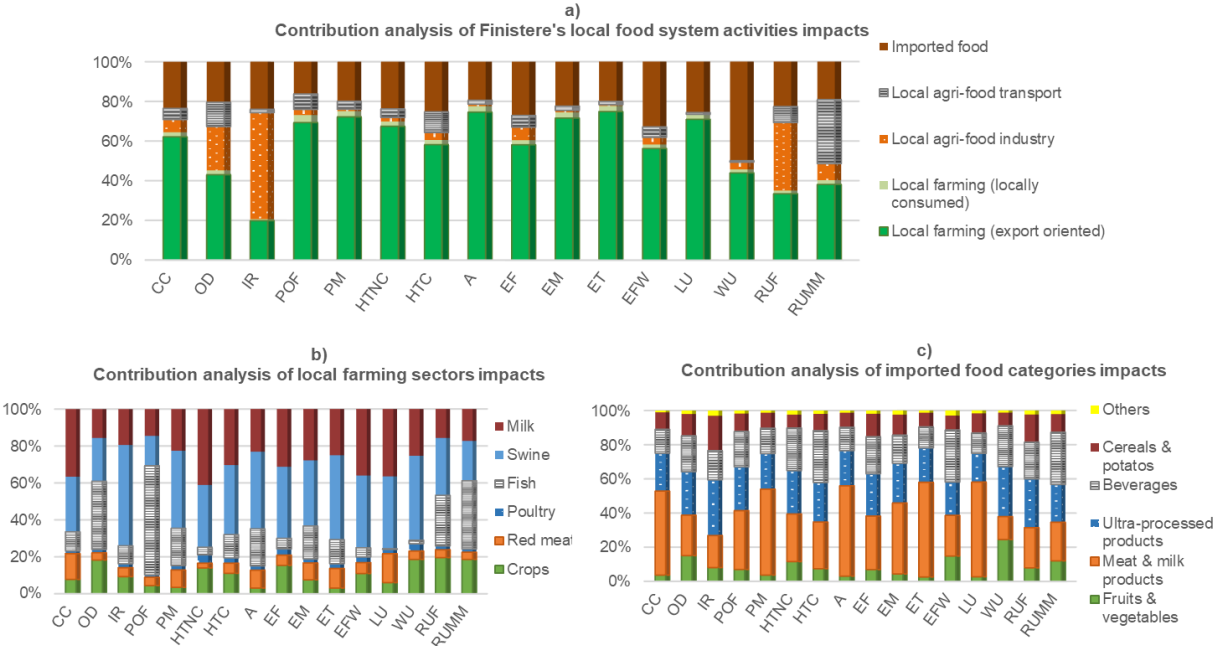 a)
Contribution analysis of Finistere's local food system activities impacts
100%
80%
60%
40%
20%
0%
CC
OD
IR
POF
PM
HTNC
HTC
A
EF
EM
ET
EFW
LU
WU
RUF
RUMM
Imported food
Local agri-food transport
Local agri-food industry
Local farming (locally
consumed)
Local farming (export oriented)
b)
Contribution analysis of local farming sectors impacts
100%
80%
60%
40%
20%
0%
CC
OD
IR
POF
PM
HTNC
HTC
A
EF
EM
ET
EFW
LU
WU
RUF
RUMM
Milk
Swine
Fish
Poultry
Red meat
Crops
c)
Contribution analysis of imported food categories impacts
100%
80%
60%
40%
20%
0%
CC
OD
IR
POF
PM
HTNC
HTC
A
EF
EM
ET
EFW
LU
WU
RUF
RUMM
Others
Cereals &
potatos
Beverages
Ultra-processed
products
Meat & milk
products
Fruits &
vegetables